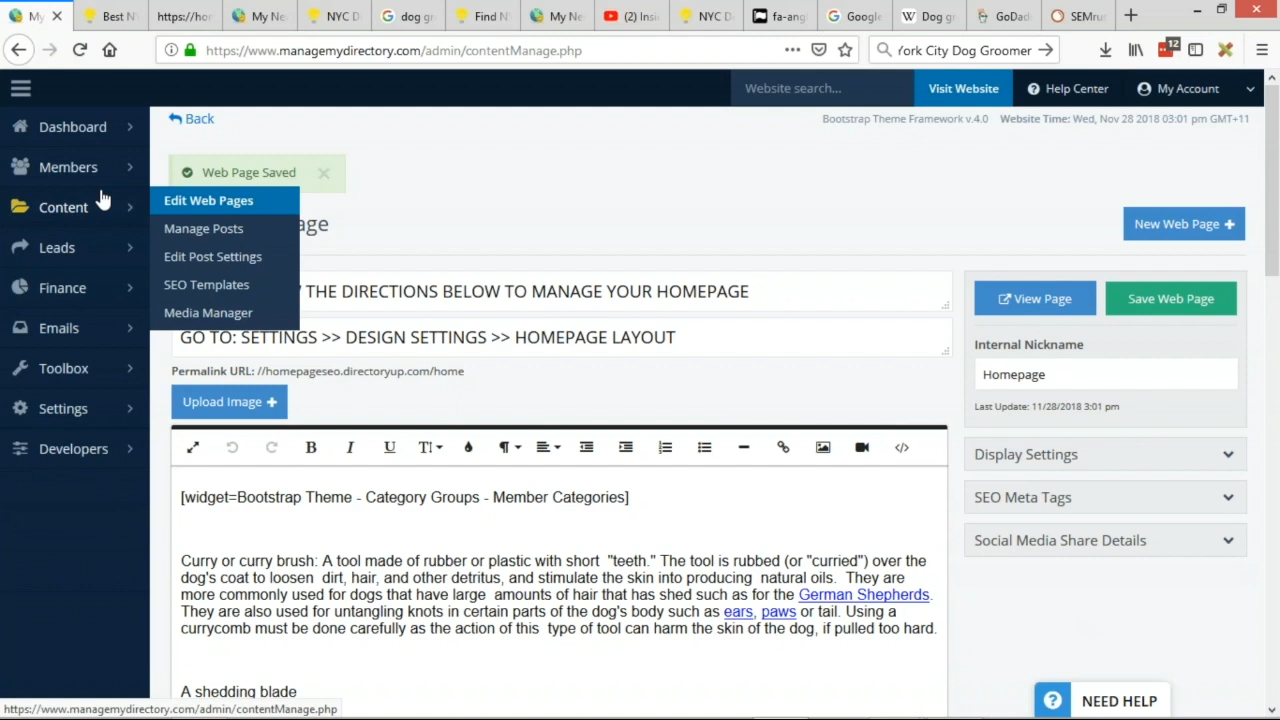 My
Best N
https://hor
My Ne
NYC D
dog gr
Find N
My Ne
(2) Insi
NYC D
fa-ang
Google
Dog g
GoDad
SEMru
https://www.managemydirectory.com/admin/contentManage.php
York City Dog Groomer
12
Website search...
Visit Website
Help Center
My Account
Dashboard
Members
Content
Leads
Finance
Emails
Toolbox
Settings
Developers
Back
Bootstrap Theme Framework v.4.0 Website Time: Wed, Nov 28 2018 03:01 pm GMT+11
Web Page Saved
Edit Web Pages
Manage Posts
Edit Post Settings
SEO Templates
Media Manager
age
New Web Page
THE DIRECTIONS BELOW TO MANAGE YOUR HOMEPAGE
GO TO: SETTINGS >> DESIGN SETTINGS >> HOMEPAGE LAYOUT
Permalink URL: //homepageseo.directoryup.com/home
Upload Image
View Page
Save Web Page
Internal Nickname
Homepage
Last Update: 11/28/2018 3:01 pm
Display Settings
SEO Meta Tags
Social Media Share Details
B I U T
[widget=Bootstrap Theme - Category Groups - Member Categories]
Curry or curry brush: A tool made of rubber or plastic with short "teeth." The tool is rubbed (or "curried") over the
dog's coat to loosen dirt, hair, and other detritus, and stimulate the skin into producing natural oils. They are
more commonly used for dogs that have large amounts of hair that has shed such as for the German Shepherds.
They are also used for untangling knots in certain parts of the dog's body such as ears, paws or tail. Using a
currycomb must be done carefully as the action of this type of tool can harm the skin of the dog, if pulled too hard.
A shedding blade
https://www.managemydirectory.com/admin/contentManage.php
NEED HELP